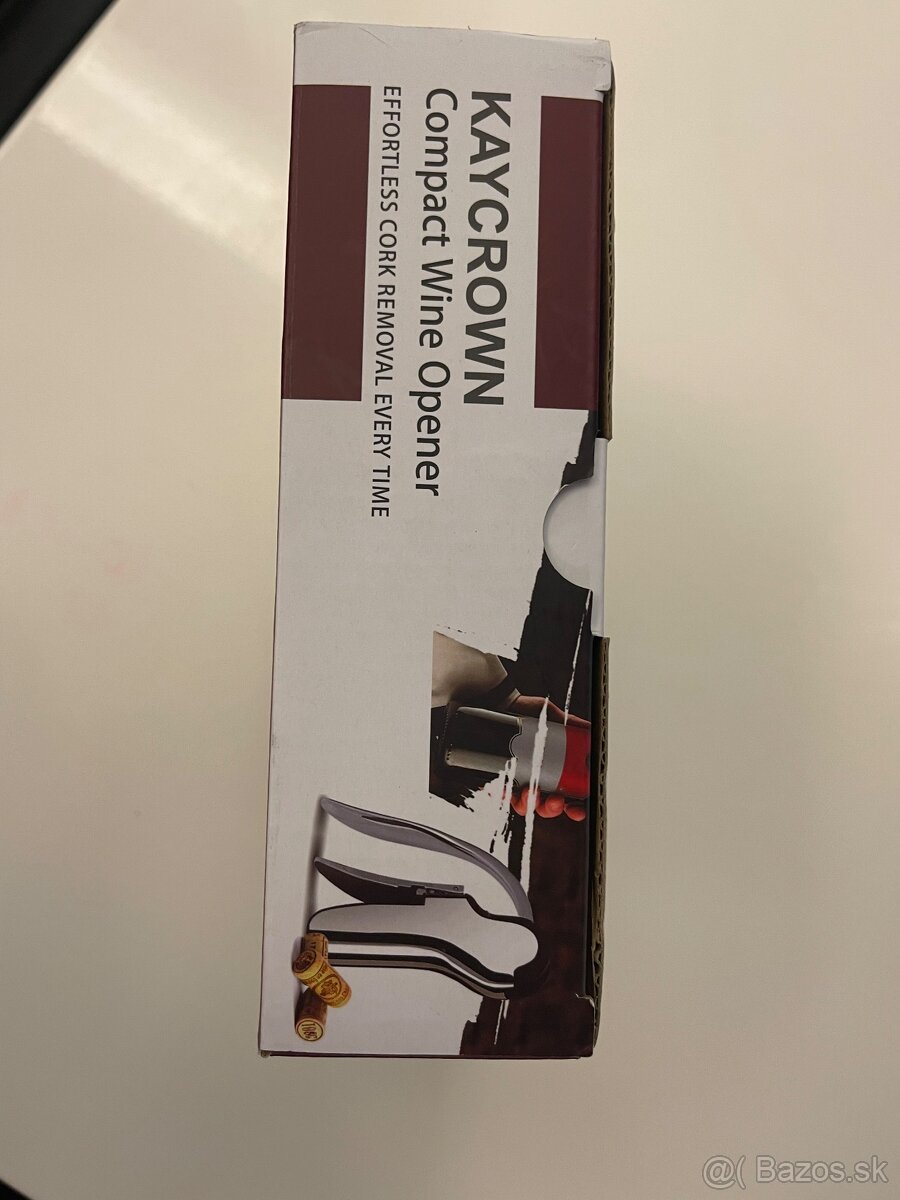 KAYCROWN
Compact Wine Opener
EFFORTLESS CORK REMOVAL EVERY TIME
@( Bazos.sk